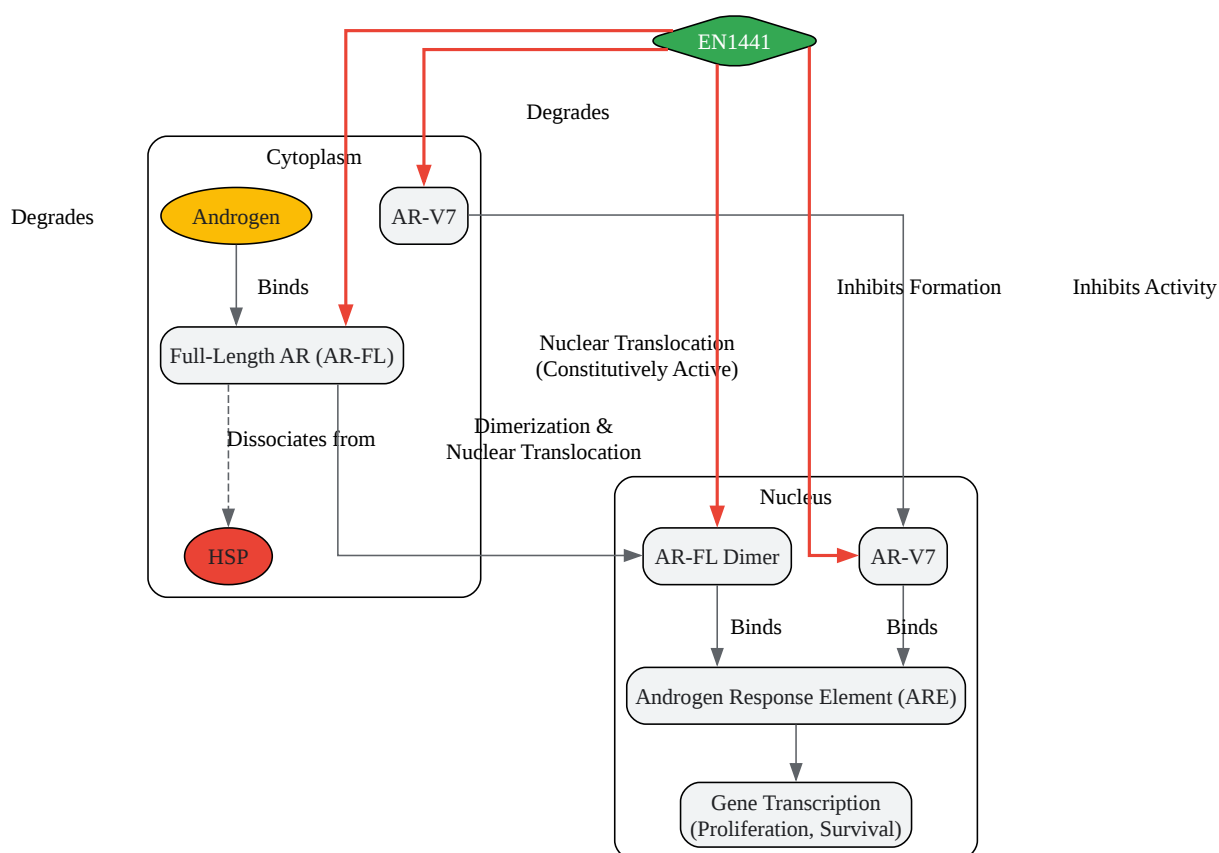 EN1441
Degrades
Cytoplasm
Degrades
Androgen
AR-V7
Binds
Inhibits Formation
Inhibits Activity
Nuclear Translocation
(Constitutively Active)
Full-Length AR (AR-FL)
Dissociates from
Dimerization &
Nuclear Translocation
Nucleus
HSP
AR-FL Dimer
AR-V7
Binds
Binds
Androgen Response Element (ARE)
Gene Transcription
(Proliferation, Survival)